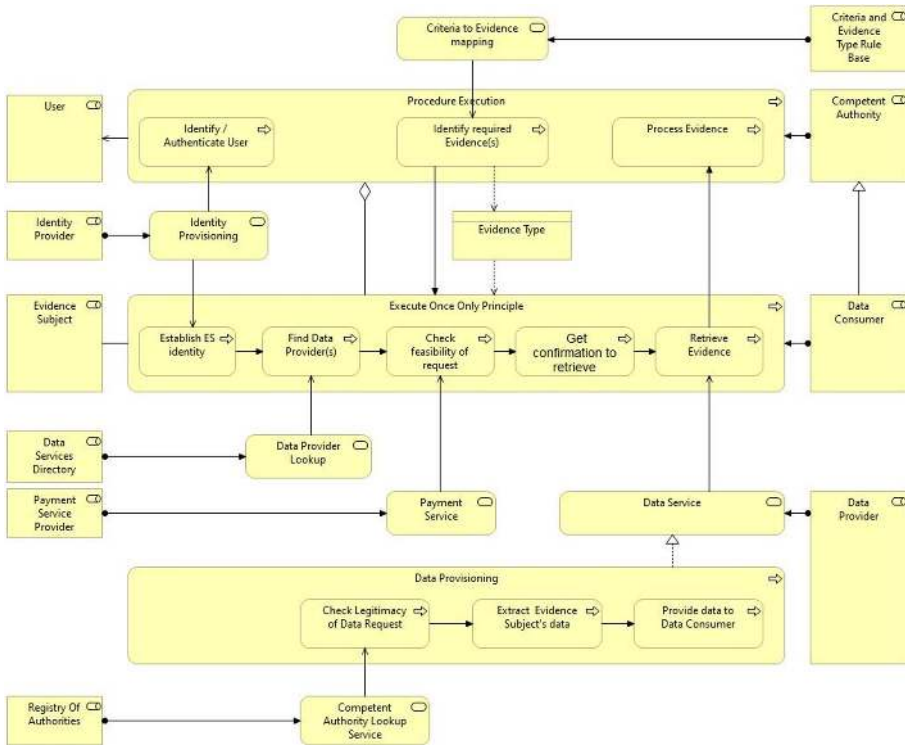 Criteria to Evidence
mapping
Criteria and
Evidence
Type Rule
Base
User
Procedure Execution
Competent
Authority
Identify /
Authenticate User
Identify required
Evidence(s)
Process Evidence
Identity
Provider
Identity
Provisioning
Evidence Type
Evidence
Subject
Execute Once Only Principle
Data
Consumer
Establish ES
identity
Find Data
Provider(s)
Check
feasibility of
request
Get
confirmation to
retrieve
Retrieve
Evidence
Data
Services
Directory
Data Provider
Lookup
Payment
Service
Provider
Payment
Service
Data Service
Data
Provider
Data Provisioning
Check Legitimacy
of Data Request
Extract Evidence
Subject's data
Provide data to
Data Consumer
Registry Of
Authorities
Competent
Authority Lookup
Service